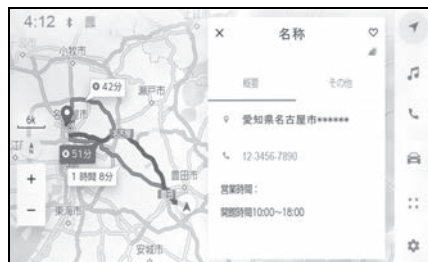 4:12
小牧市
42分
瀬戸市
6k
51分
1 時間 8分
豊田市
東海市
安城市
+
−
×
名称
概要
その他
愛知県名古屋市******
12-3456-7890
営業時間：
開館時間10:00～18:00